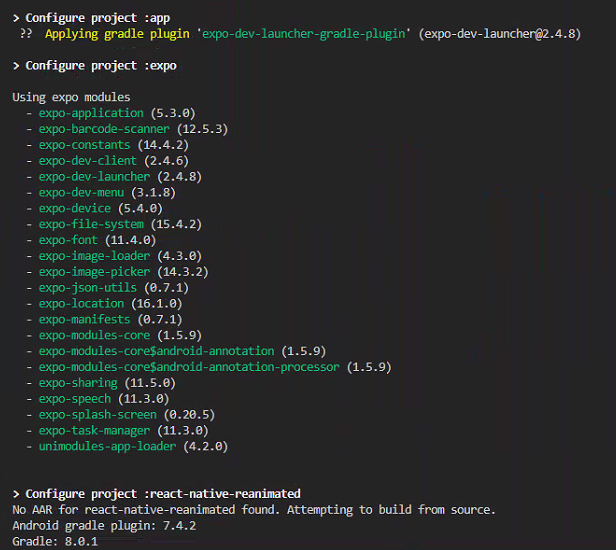 > Configure project :app
?? Applying gradle plugin 'expo-dev-launcher-gradle-plugin' (expo-dev-launcher@2.4.8)
> Configure project :expo
Using expo modules
- expo-application (5.3.0)
- expo-barcode-scanner (12.5.3)
- expo-constants (14.4.2)
- expo-dev-client (2.4.6)
- expo-dev-launcher (2.4.8)
- expo-dev-menu (3.1.8)
- expo-device (5.4.0)
- expo-file-system (15.4.2)
- expo-font (11.4.0)
- expo-image-loader (4.3.0)
- expo-image-picker (14.3.2)
- expo-json-utils (0.7.1)
- expo-location (16.1.0)
- expo-manifests (0.7.1)
- expo-modules-core (1.5.9)
- expo-modules-core$android-annotation (1.5.9)
- expo-modules-core$android-annotation-processor (1.5.9)
- expo-sharing (11.5.0)
- expo-speech (11.3.0)
- expo-splash-screen (0.20.5)
- expo-task-manager (11.3.0)
- unimodules-app-loader (4.2.0)
> Configure project :react-native-reanimated
No AAR for react-native-reanimated found. Attempting to build from source.
Android gradle plugin: 7.4.2
Gradle: 8.0.1